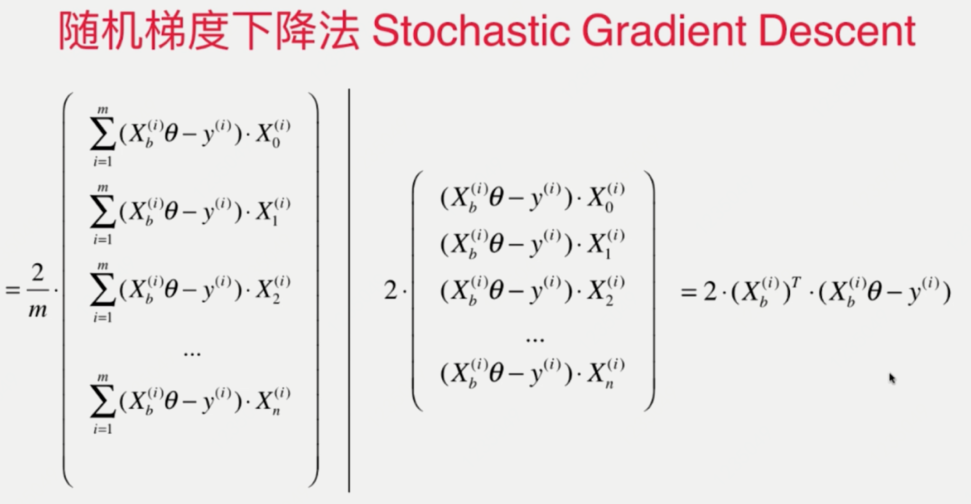 随机梯度下降法 Stochastic Gradient Descent
= \frac{2}{m} \cdot \begin{pmatrix} \sum_{i=1}^{m} (X_b^{(i)}\theta - y^{(i)}) \cdot X_0^{(i)} \\ \sum_{i=1}^{m} (X_b^{(i)}\theta - y^{(i)}) \cdot X_1^{(i)} \\ \sum_{i=1}^{m} (X_b^{(i)}\theta - y^{(i)}) \cdot X_2^{(i)} \\ ... \\ \sum_{i=1}^{m} (X_b^{(i)}\theta - y^{(i)}) \cdot X_n^{(i)} \end{pmatrix}
2 \cdot \begin{pmatrix} (X_b^{(i)}\theta - y^{(i)}) \cdot X_0^{(i)} \\ (X_b^{(i)}\theta - y^{(i)}) \cdot X_1^{(i)} \\ (X_b^{(i)}\theta - y^{(i)}) \cdot X_2^{(i)} \\ ... \\ (X_b^{(i)}\theta - y^{(i)}) \cdot X_n^{(i)} \end{pmatrix} = 2 \cdot (X_b^{(i)})^T \cdot (X_b^{(i)}\theta - y^{(i)})